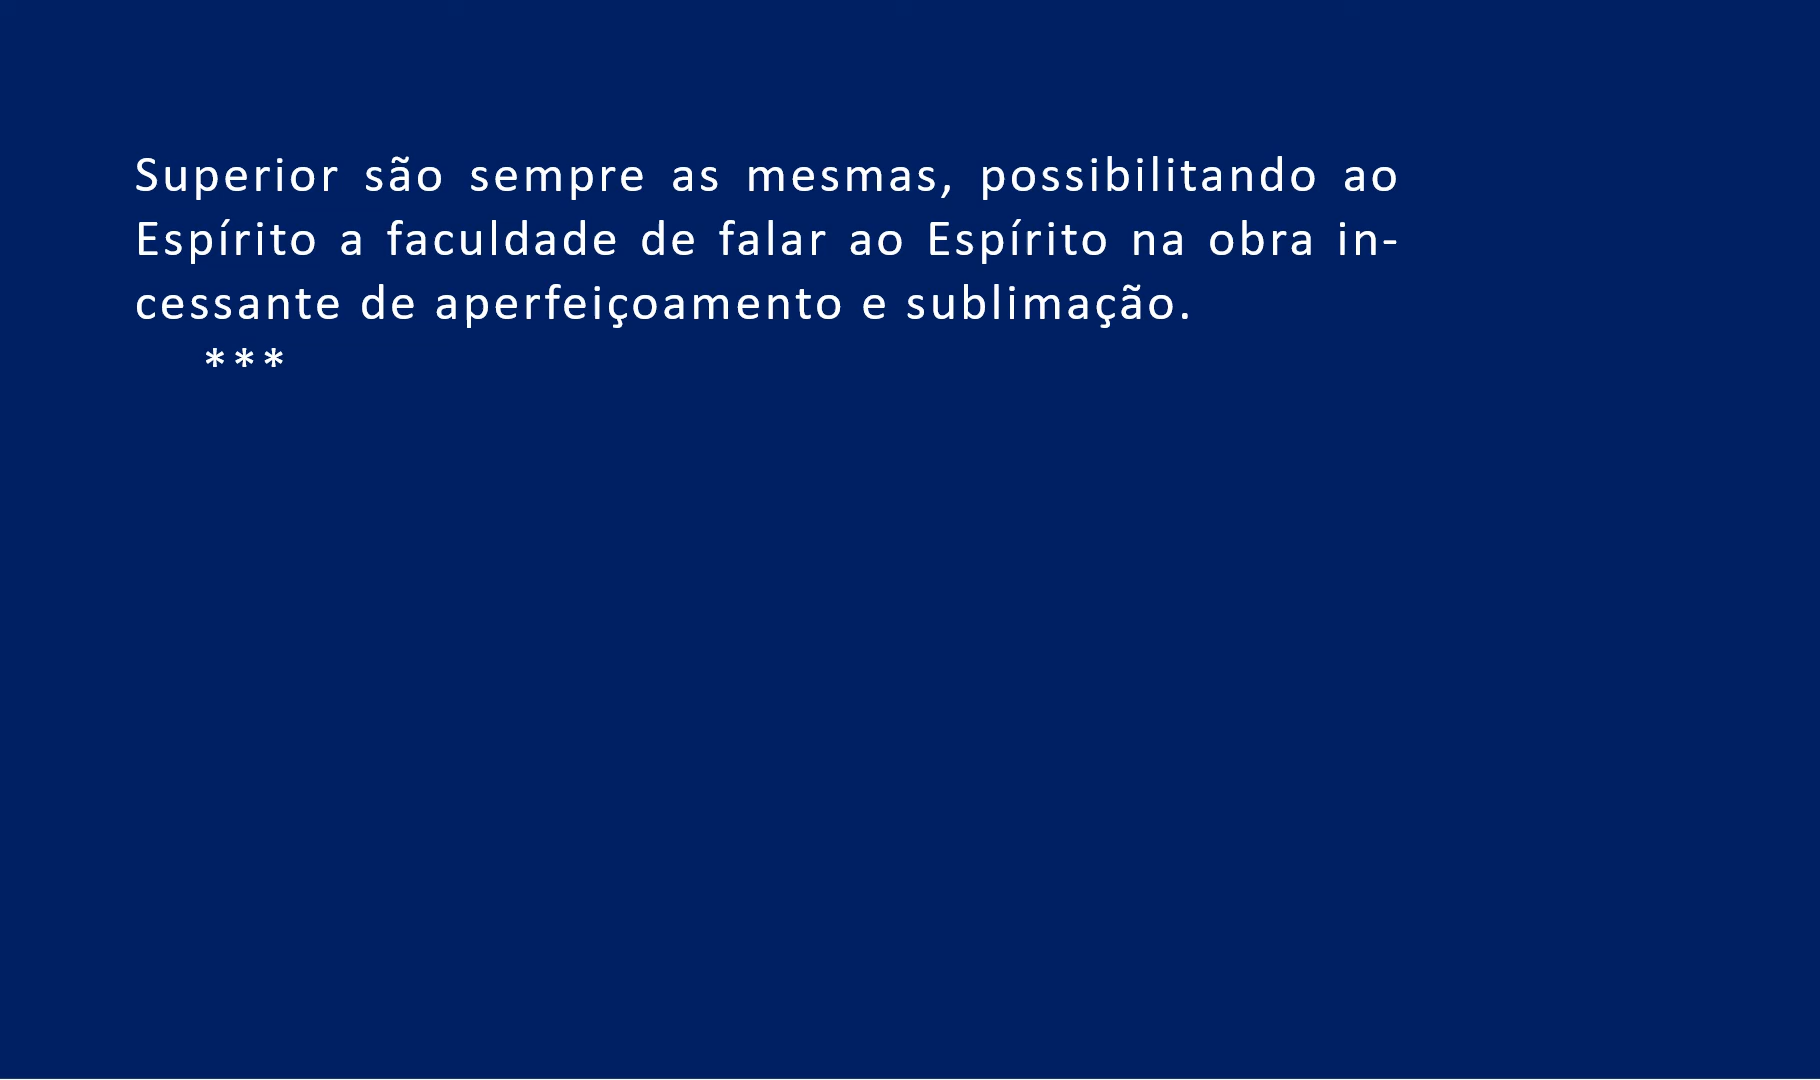 Superior são sempre as mesmas, possibilitando ao
Espírito a faculdade de falar ao Espírito na obra in-
cessante de aperfeiçoamento e sublimação.
***